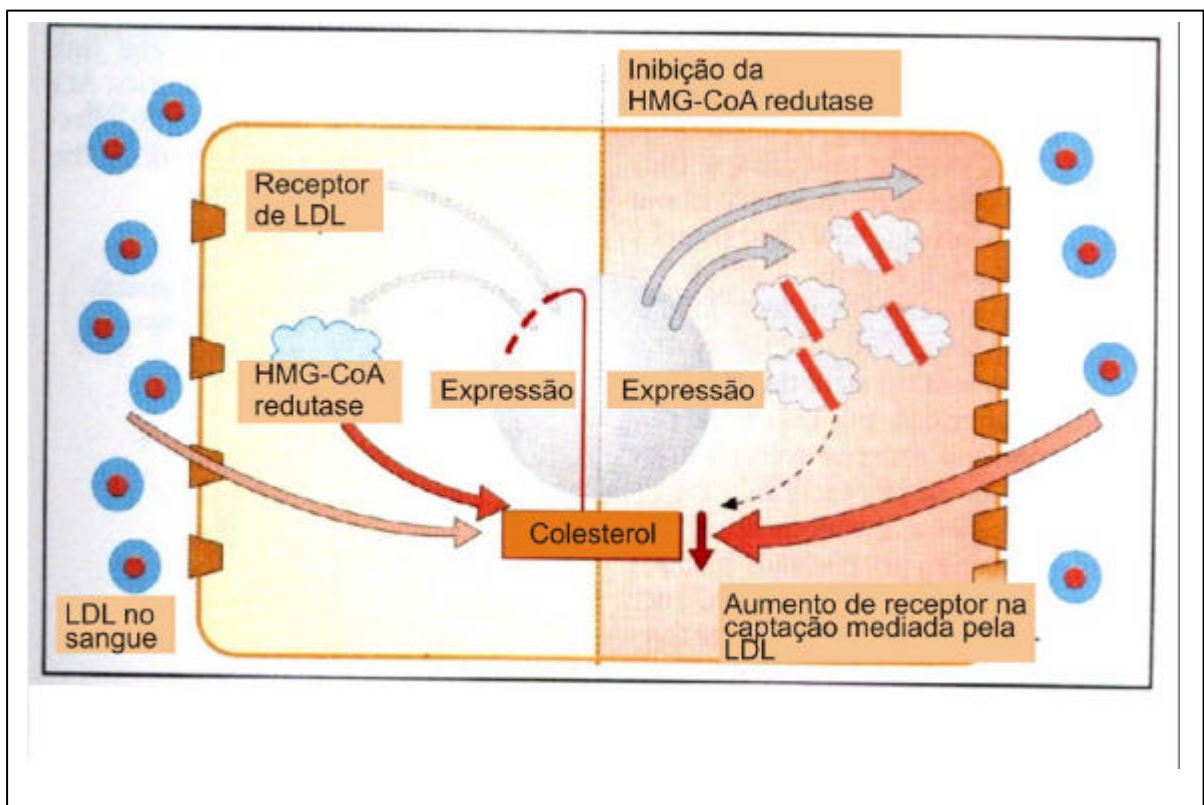 Inibição da
HMG-CoA redutase
Receptor
de LDL
HMG-CoA
redutase
Expressão
Expressão
Colesterol
LDL no
sangue
Aumento de receptor na
captação mediada pela
LDL